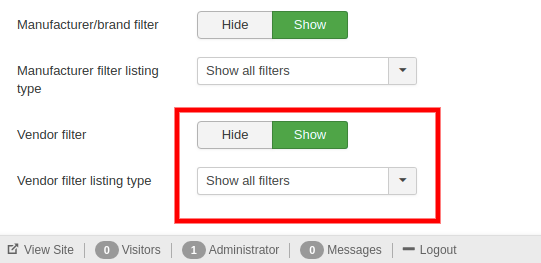 Manufacturer/brand filter Hide Show
Manufacturer filter listing Show all filters
type
Vendor filter Hide Show
Vendor filter listing type Show all filters
View Site 0 Visitors 1 Administrator 0 Messages Logout